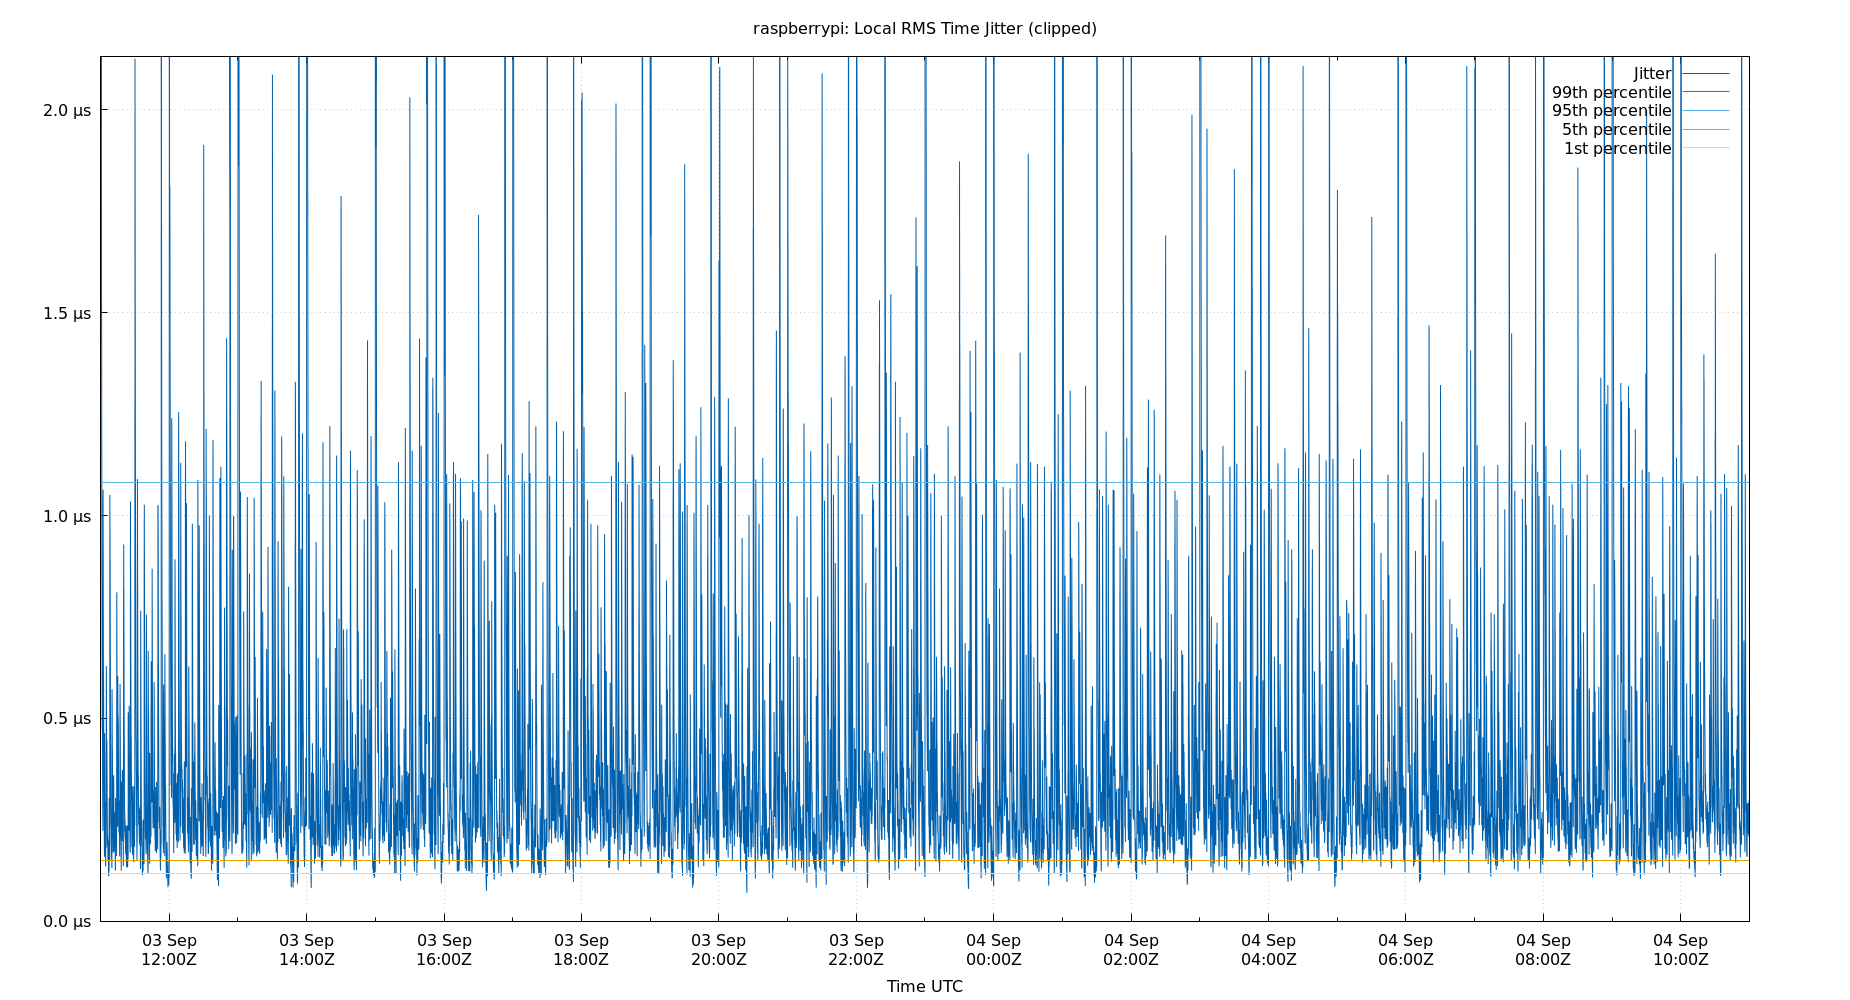 raspberrypi: Local RMS Time Jitter (clipped)
Jitter
99th percentile
95th percentile
5th percentile
1st percentile
2.0 µs
1.5 µs
1.0 µs
0.5 µs
0.0 µs
03 Sep 03 Sep 03 Sep 03 Sep 03 Sep 03 Sep 04 Sep 04 Sep 04 Sep 04 Sep 04 Sep 04 Sep
12:00Z 14:00Z 16:00Z 18:00Z 20:00Z 22:00Z 00:00Z 02:00Z 04:00Z 06:00Z 08:00Z 10:00Z
Time UTC